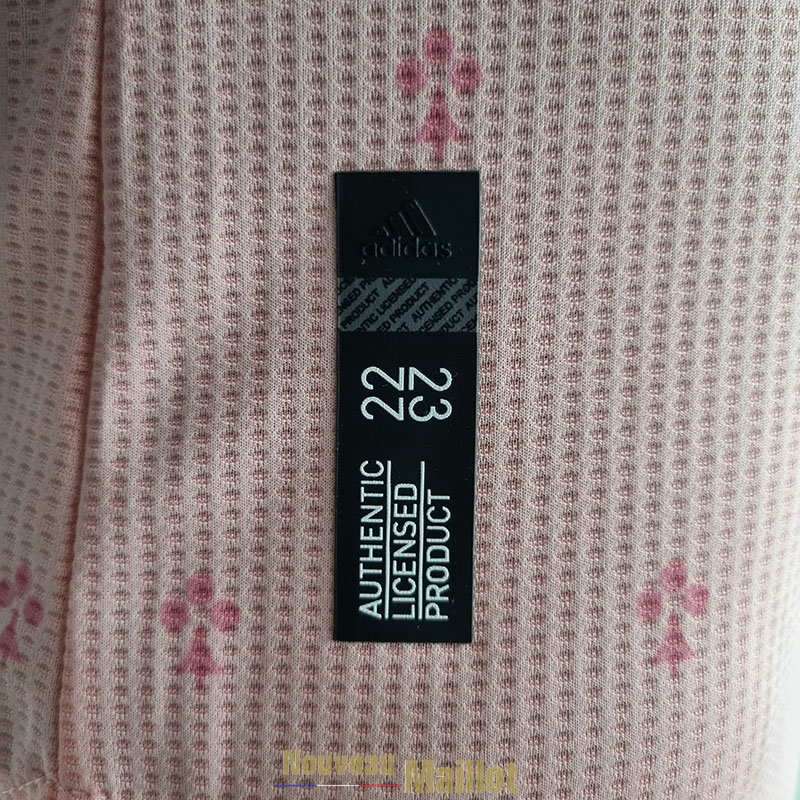 adidas
AUTHENTIC LICENSED PRODUCT
22
23
AUTHENTIC
LICENSED
PRODUCT
Nouveau Maillot